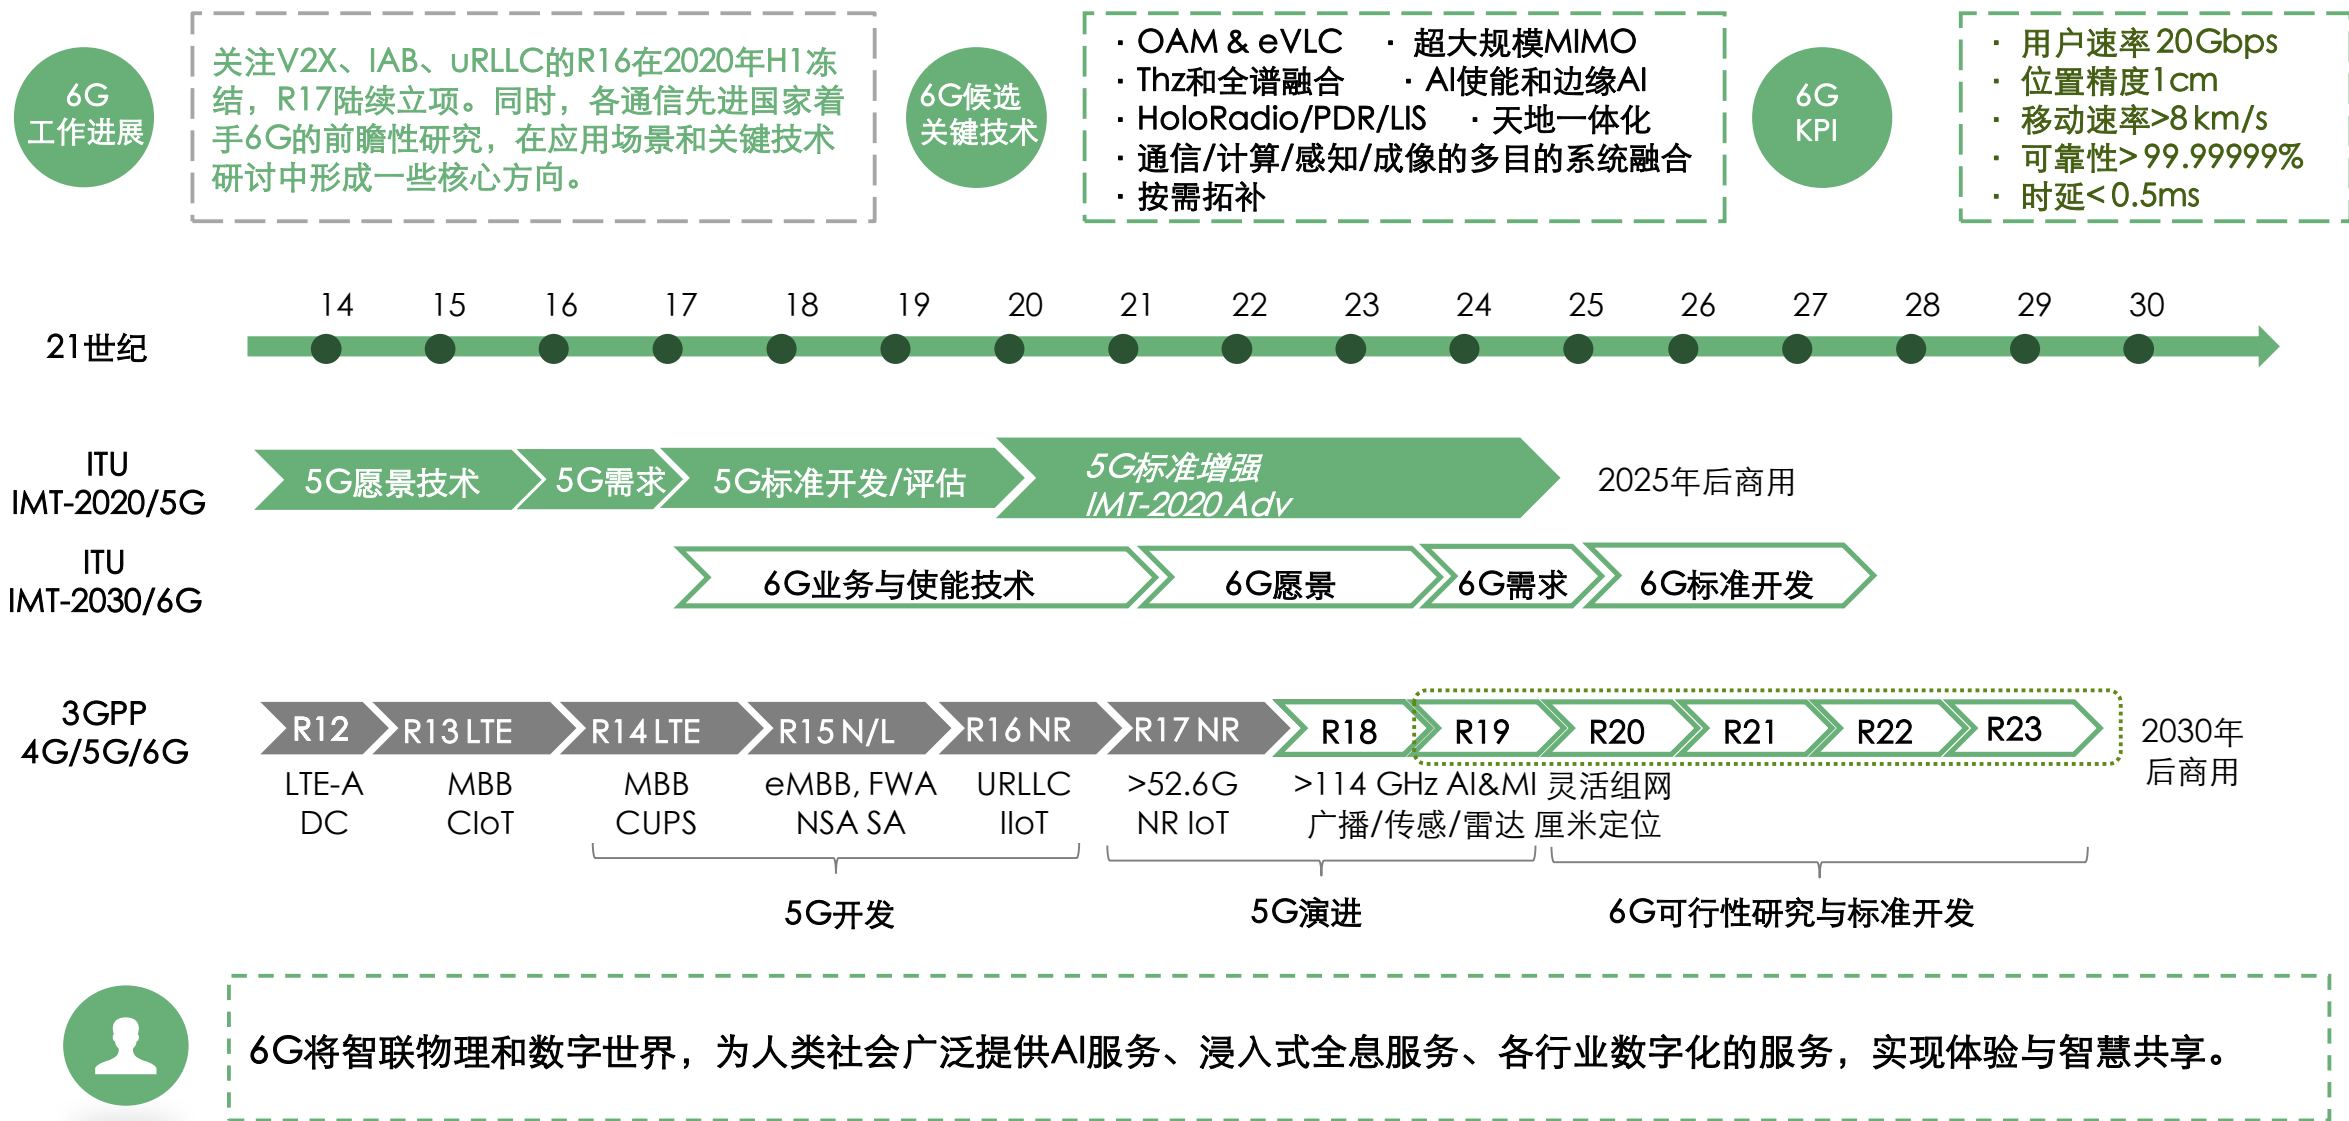 6G
工作进展
关注V2X、IAB、uRLLC的R16在2020年H1冻
结，R17陆续立项。同时，各通信先进国家着
手6G的前瞻性研究，在应用场景和关键技术
研讨中形成一些核心方向。
6G候选
关键技术
· OAM & eVLC · 超大规模MIMO
· Thz和全谱融合 · AI使能和边缘AI
· HoloRadio/PDR/LIS · 天地一体化
· 通信/计算/感知/成像的多目的系统融合
· 按需拓补
6G
KPI
· 用户速率 20Gbps
· 位置精度1cm
· 移动速率>8 km/s
· 可靠性> 99.99999%
· 时延< 0.5ms
14 15 16 17 18 19 20 21 22 23 24 25 26 27 28 29 30
21世纪
ITU
IMT-2020/5G
5G愿景技术
5G需求
5G标准开发/评估
5G标准增强
IMT-2020 Adv
2025年后商用
ITU
IMT-2030/6G
6G业务与使能技术
6G愿景
6G需求
6G标准开发
3GPP
4G/5G/6G
R12 R13 LTE R14 LTE R15 N/L R16 NR R17 NR R18 R19 R20 R21 R22 R23
2030年
后商用
LTE-A
DC
MBB
CIoT
MBB
CUPS
eMBB, FWA
NSA SA
URLLC
IIoT
>52.6G
NR IoT
>114 GHz AI&MI 灵活组网
广播/传感/雷达 厘米定位
5G开发
5G演进
6G可行性研究与标准开发
6G将智联物理和数字世界，为人类社会广泛提供AI服务、浸入式全息服务、各行业数字化的服务，实现体验与智慧共享。